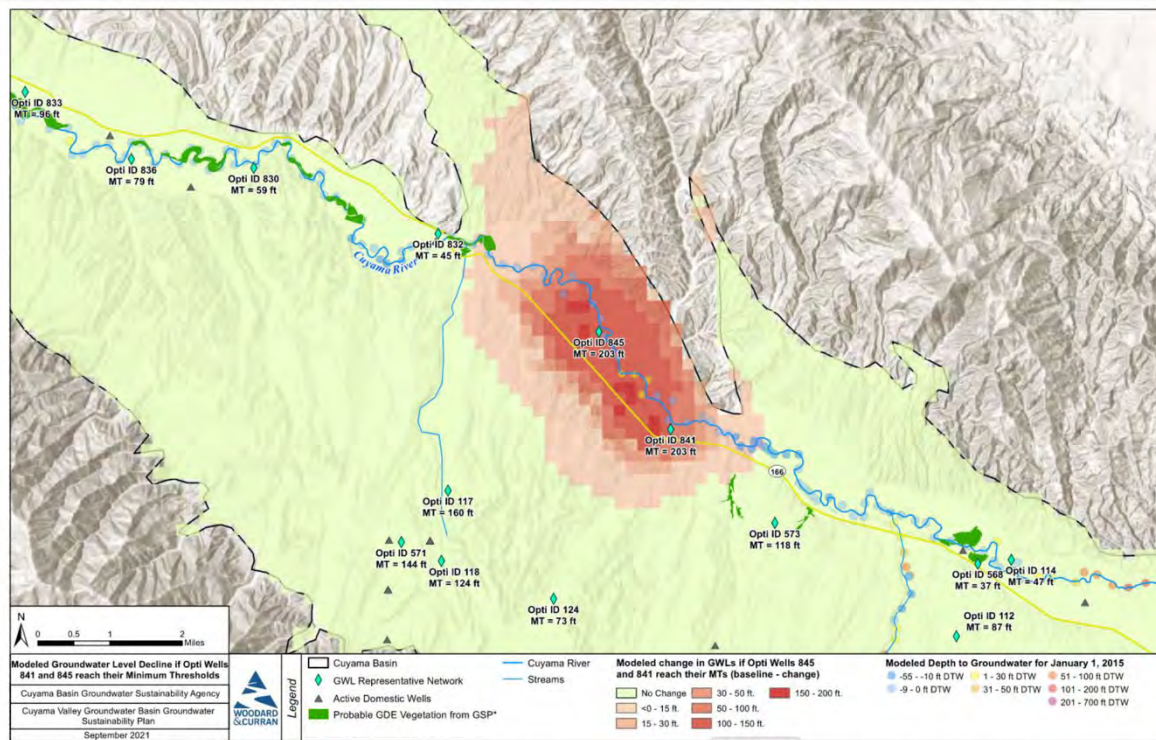 Opti ID 833
MT = 96 ft
Opti ID 836
MT = 79 ft
Opti ID 830
MT = 59 ft
Opti ID 832
MT = 45 ft
Cuyama River
Opti ID 845
MT = 203 ft
Opti ID 841
MT = 203 ft
166
Opti ID 117
MT = 160 ft
Opti ID 571
MT = 144 ft
Opti ID 118
MT = 124 ft
Opti ID 124
MT = 73 ft
Opti ID 573
MT = 118 ft
Opti ID 568
MT = 37 ft
Opti ID 114
MT = 47 ft
Opti ID 112
MT = 87 ft
N
0 0.5 1 2
Miles
Modeled Groundwater Level Decline if Opti Wells
841 and 845 reach their Minimum Thresholds
Cuyama Basin Groundwater Sustainability Agency
Cuyama Valley Groundwater Basin Groundwater
Sustainability Plan
September 2021
WOODARD
&CURRAN
Legend
Cuyama Basin
GWL Representative Network
Active Domestic Wells
Probable GDE Vegetation from GSP*
Cuyama River
Streams
Modeled change in GWLs if Opti Wells 845
and 841 reach their MTs (baseline - change)
No Change
<0 - 15 ft.
15 - 30 ft.
30 - 50 ft.
50 - 100 ft.
100 - 150 ft.
150 - 200 ft.
Modeled Depth to Groundwater for January 1, 2015
-55 - -10 ft DTW
-9 - 0 ft DTW
1 - 30 ft DTW
31 - 50 ft DTW
51 - 100 ft DTW
101 - 200 ft DTW
201 - 700 ft DTW